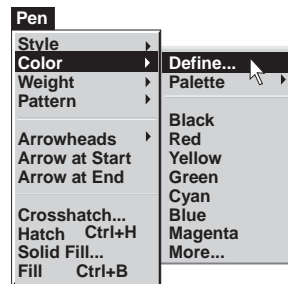 Pen
Style
Color
Weight
Pattern
Arrowheads
Arrow at Start
Arrow at End
Crosshatch...
Hatch Ctrl+H
Solid Fill...
Fill Ctrl+B
Define...
Palette
Black
Red
Yellow
Green
Cyan
Blue
Magenta
More...